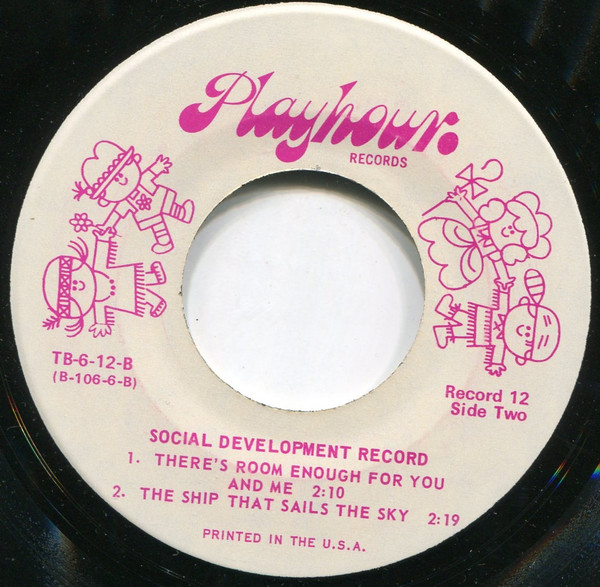 Playhour
RECORDS
TB-6-12-B
(B-106-6-B)
Record 12
Side Two
SOCIAL DEVELOPMENT RECORD
1. THERE'S ROOM ENOUGH FOR YOU
AND ME 2:10
2. THE SHIP THAT SAILS THE SKY 2:19
PRINTED IN THE U.S.A.